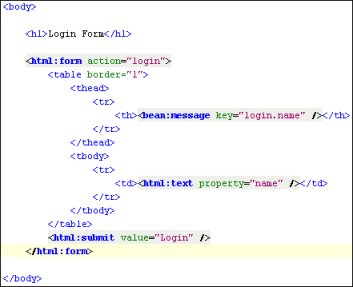 <body>
<h1>Login Form</h1>
<html:form action="login">
<table border="1">
<thead>
<tr>
<th><bean:message key="login.name" /></th>
</tr>
</thead>
<tbody>
<tr>
<td><html:text property="name" /></td>
</tr>
</tbody>
</table>
<html:submit value="Login" />
</html:form>
</body>